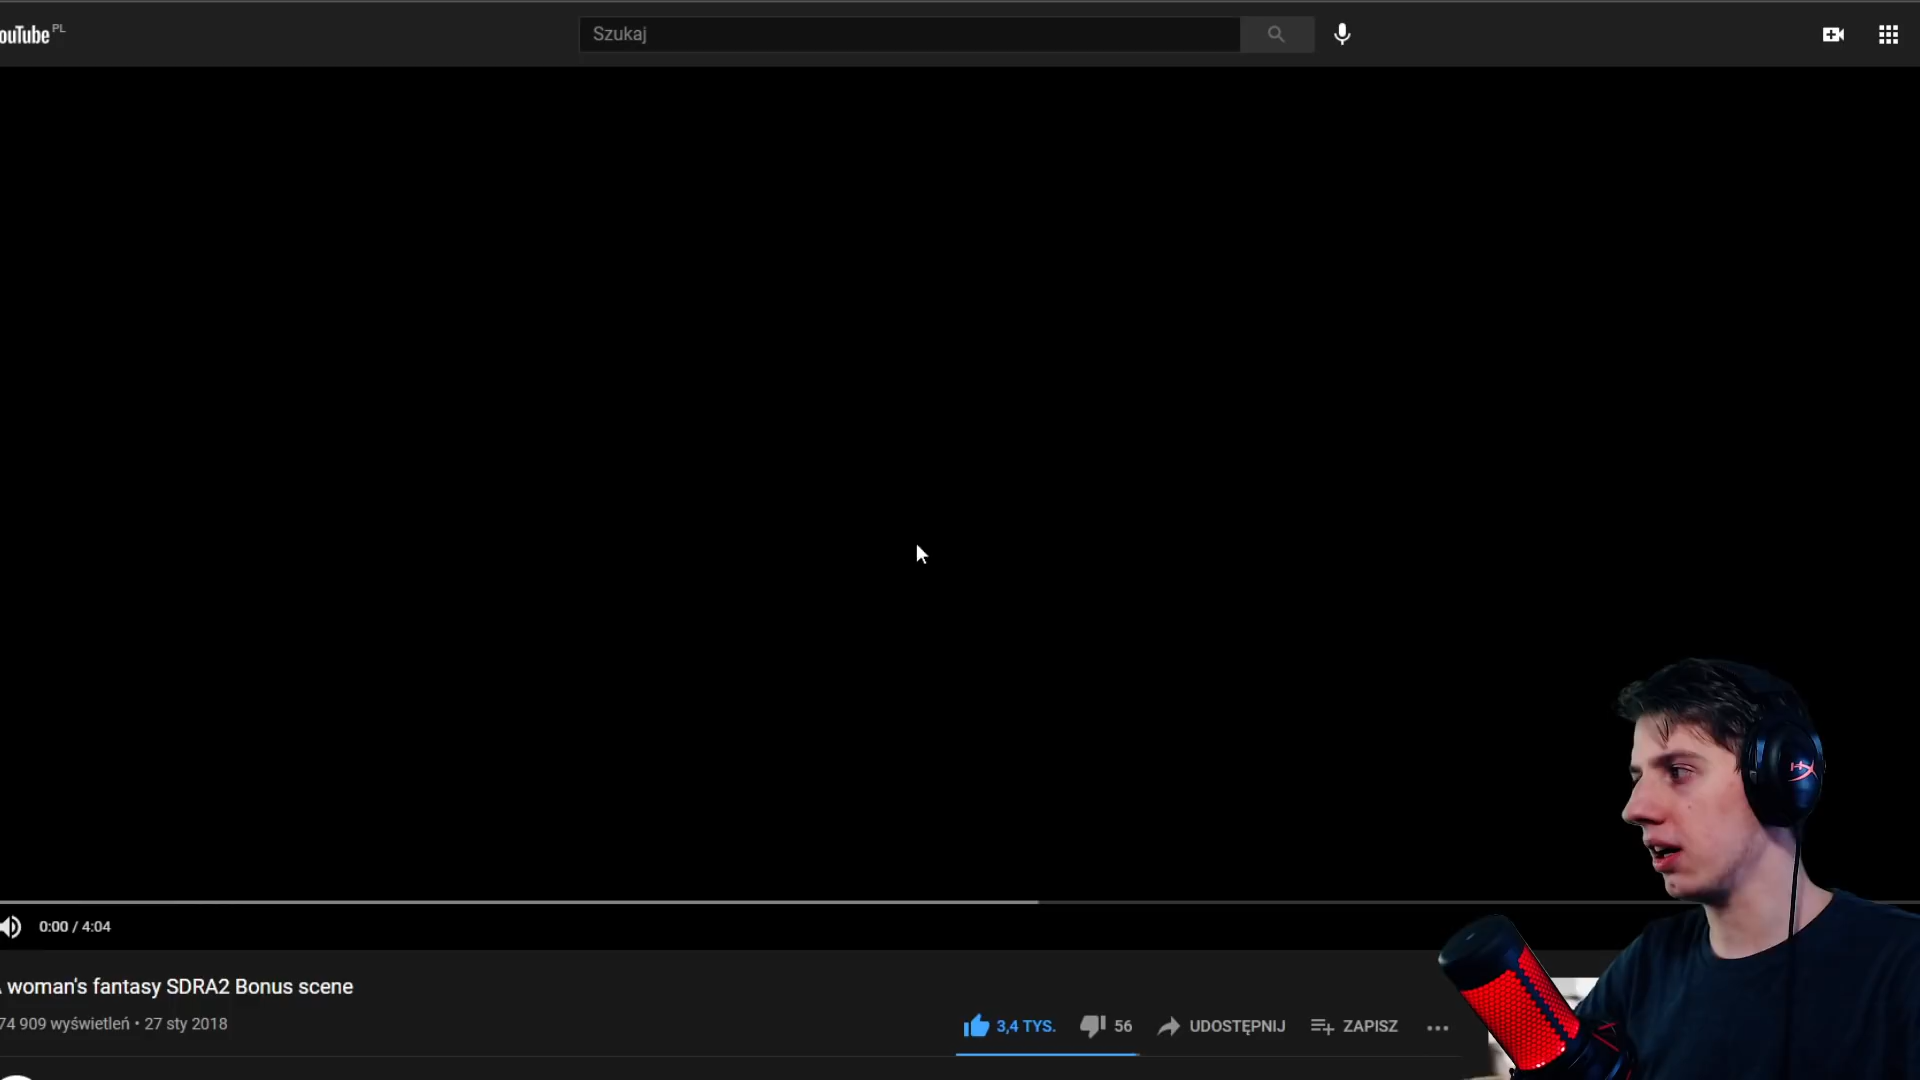 ouTube PL
Szukaj
0:00 / 4:04
woman's fantasy SDRA2 Bonus scene
74 909 wyświetleń • 27 sty 2018
3,4 TYS.
56
UDOSTĘPNIJ
ZAPISZ